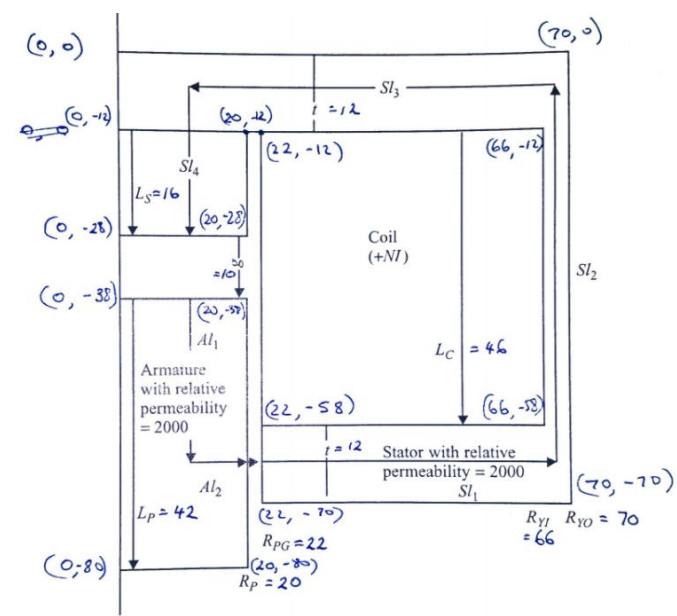 (0, 0)
(70, 0)
Sl3
t = 12
(0, -12)
(20, -12)
(22, -12)
(66, -12)
Sl4
LS=16
(0, -28)
(20, -28)
Coil
(+NI)
g
=10
Sl2
(0, -38)
(20, -38)
Al1
LC = 46
Armature
with relative
permeability
= 2000
(22, -58)
(66, -58)
t = 12
Stator with relative
permeability = 2000
Al2
Sl1
(70, -70)
LP = 42
(22, -70)
RYI
= 66
RYO = 70
RPG = 22
(0,-80)
(20, -80)
RP = 20